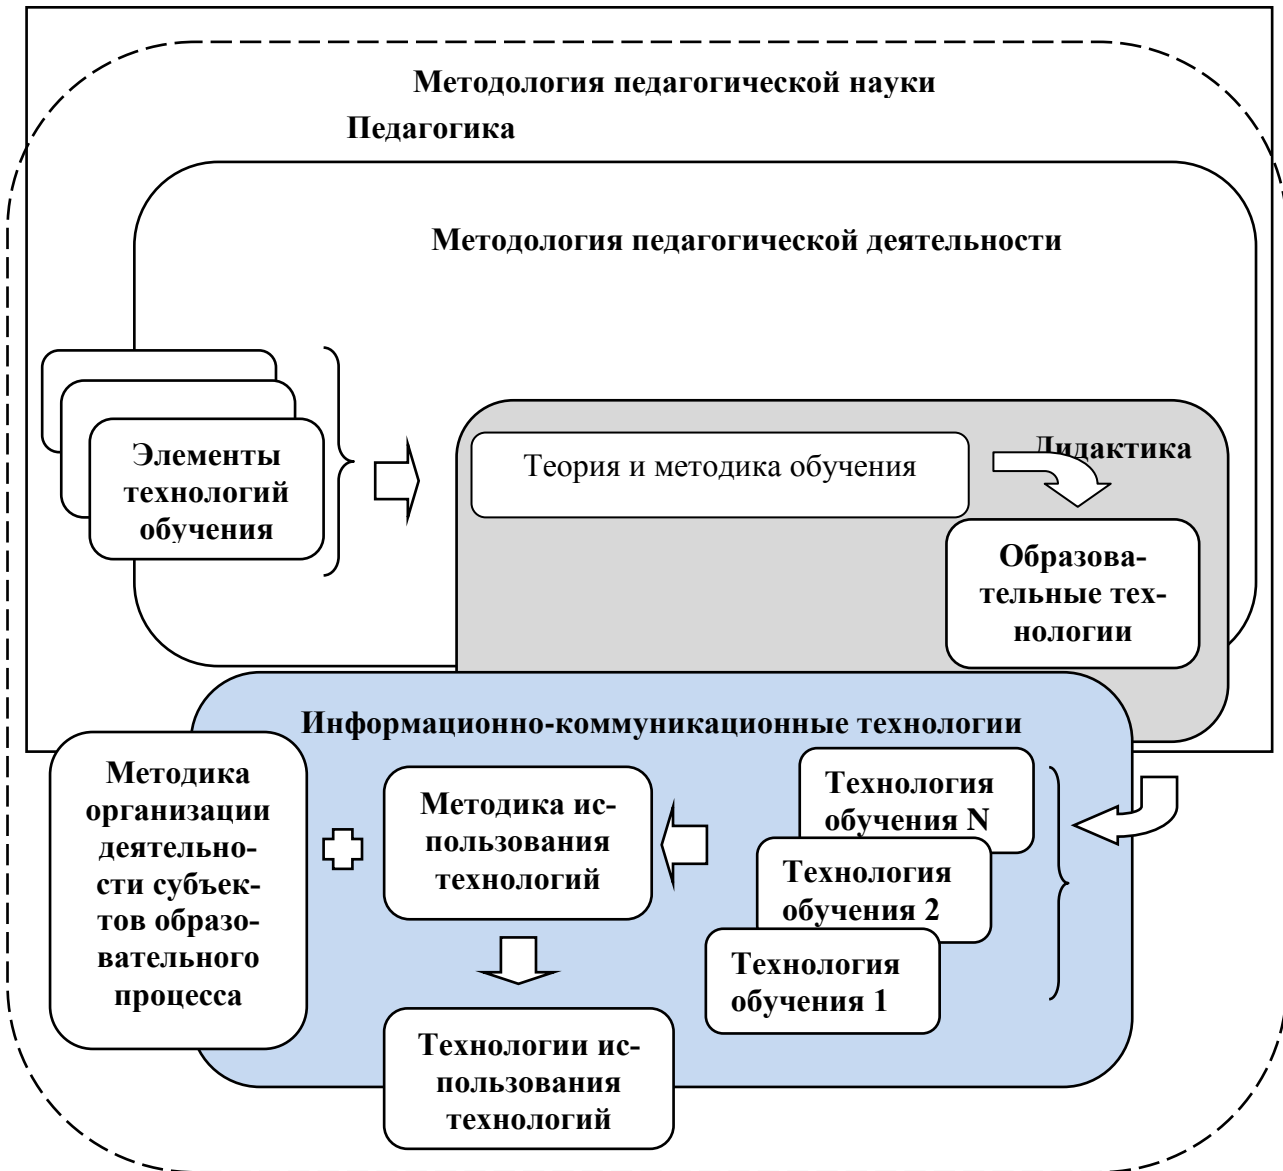 Методология педагогической науки
Педагогика
Методология педагогической деятельности
Элементы
технологий
обучения
Теория и методика обучения
Дидактика
Образова-
тельные тех-
нологии
Информационно-коммуникационные технологии
Методика
организации
деятельно-
сти субъек-
тов образо-
вательного
процесса
Методика ис-
пользования
технологий
Технология
обучения N
Технология
обучения 2
Технология
обучения 1
Технологии ис-
пользования
технологий